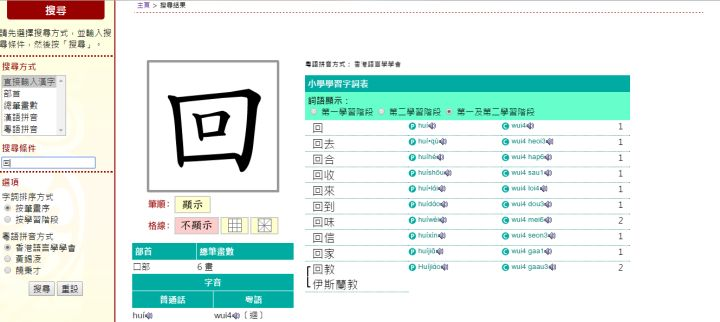 搜尋
請先選擇搜尋方式，並輸入搜
尋條件，然後按「搜尋」。
搜尋方式
直接輸入漢字
部首
總筆畫數
漢語拼音
粵語拼音
搜尋條件
回
選項
字詞排序方式
按筆畫序
按學習階段
粵語拼音方式
香港語言學學會
黃錫凌
饒秉才
搜尋 重設
主頁 > 搜尋結果
回
筆順： 顯示
格線： 不顯示
部首 總筆畫數
囗部 6 畫
字音
普通話 粵語
huí wui4 〔迴〕
粵語拼音方式： 香港語言學學會
小學學習字詞表
詞語顯示：
第一學習階段 第二學習階段 第一及第二學習階段
回 P huí C wui4 1
回去 P huí•qù C wui4 heoi3 1
回合 P huíhé C wui4 hap6 1
回收 P huíshōu C wui4 sau1 1
回來 P huí•lái C wui4 loi4 1
回到 P huídào C wui4 dou3 1
回味 P huíwèi C wui4 mei6 2
回信 P huíxìn C wui4 seon3 1
回家 P huíjiā C wui4 gaa1 1
回教 P Huíjiào C wui4 gaau3 2
伊斯蘭教